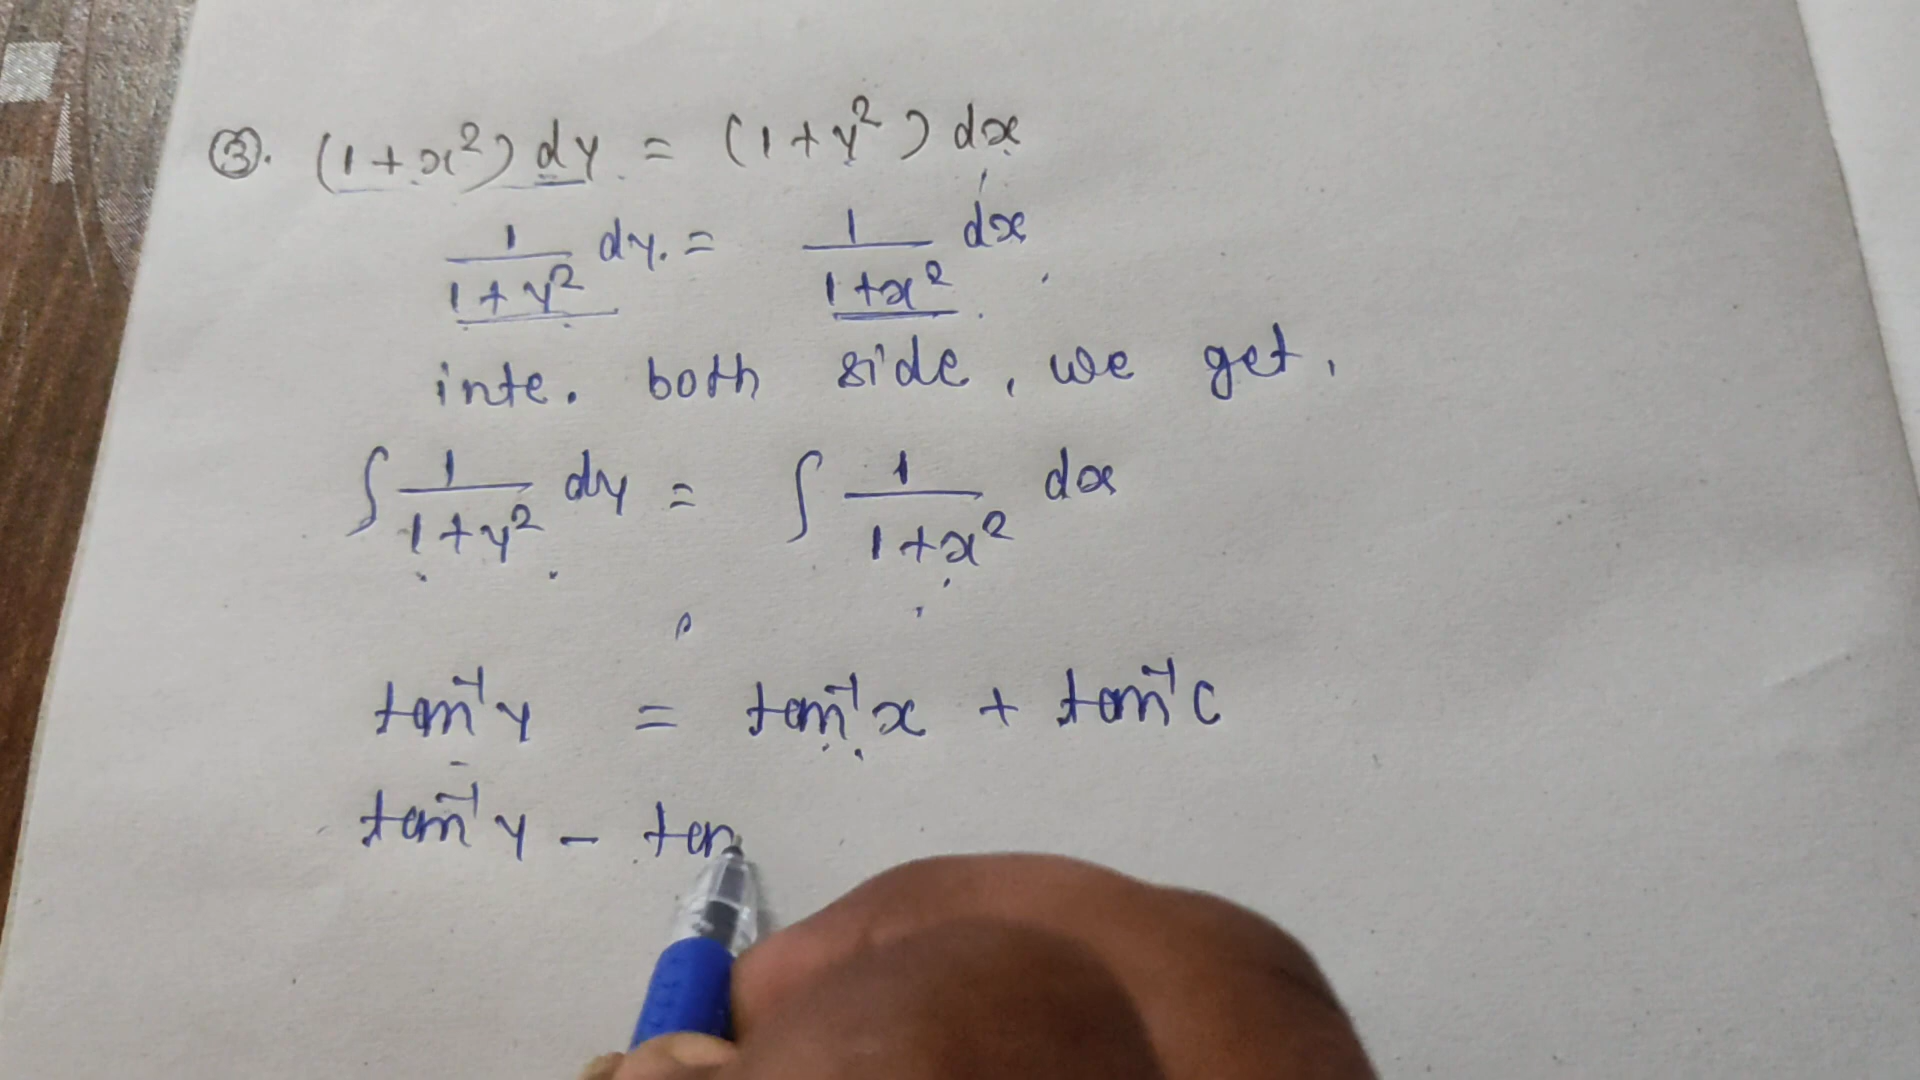 ③. (1+x²) dy = (1+y²) dx
1/(1+y²) dy. = 1/(1+x²) dx
inte. both side, we get,
∫ 1/(1+y²) dy = ∫ 1/(1+x²) dx
tan⁻¹y = tan⁻¹x + tan⁻¹c
tan⁻¹y - tan